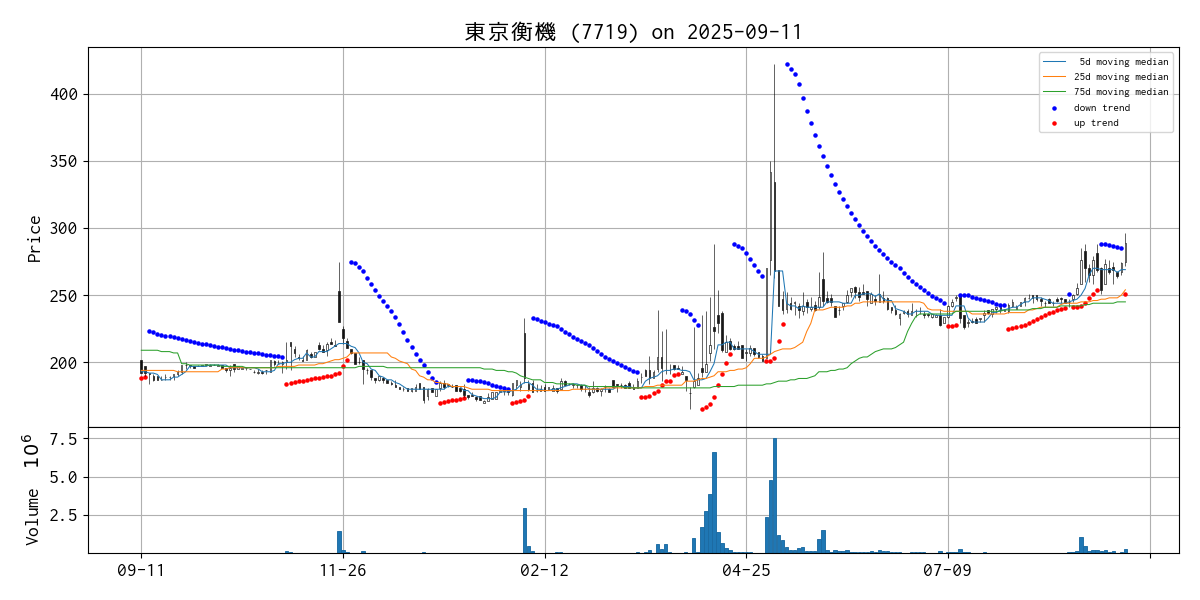 東京衡機 (7719) on 2025-09-11
5d moving median
25d moving median
75d moving median
down trend
up trend
Price
400
350
300
250
200
Volume 10^6
7.5
5.0
2.5
09-11 11-26 02-12 04-25 07-09